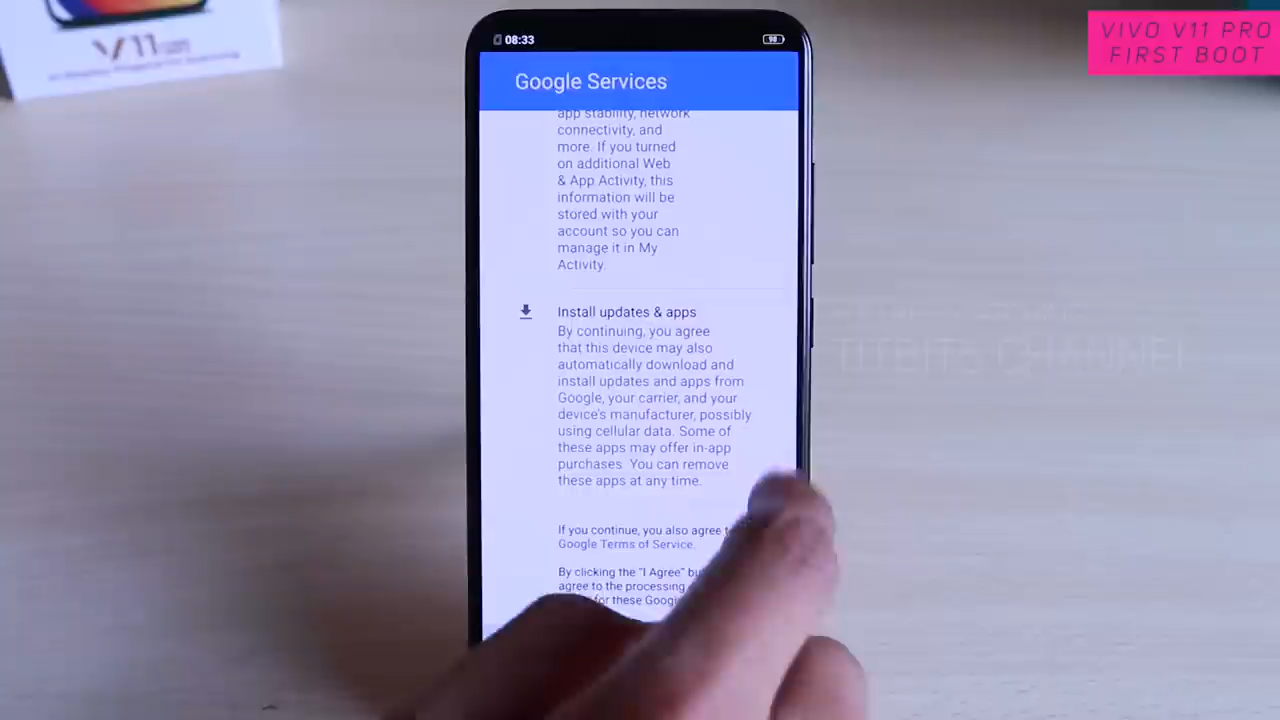 VIVO V11 PRO
FIRST BOOT
V11
08:33
98
Google Services
app stability, network
connectivity, and
more. If you turned
on additional Web
& App Activity, this
information will be
stored with your
account so you can
manage it in My
Activity.
Install updates & apps
By continuing, you agree
that this device may also
automatically download and
install updates and apps from
Google, your carrier, and your
device's manufacturer, possibly
using cellular data. Some of
these apps may offer in-app
purchases. You can remove
these apps at any time.
If you continue, you also agree
Google Terms of Service.
By clicking the "I Agree"
agree to the processing
for these
TITBITS CHANNEL